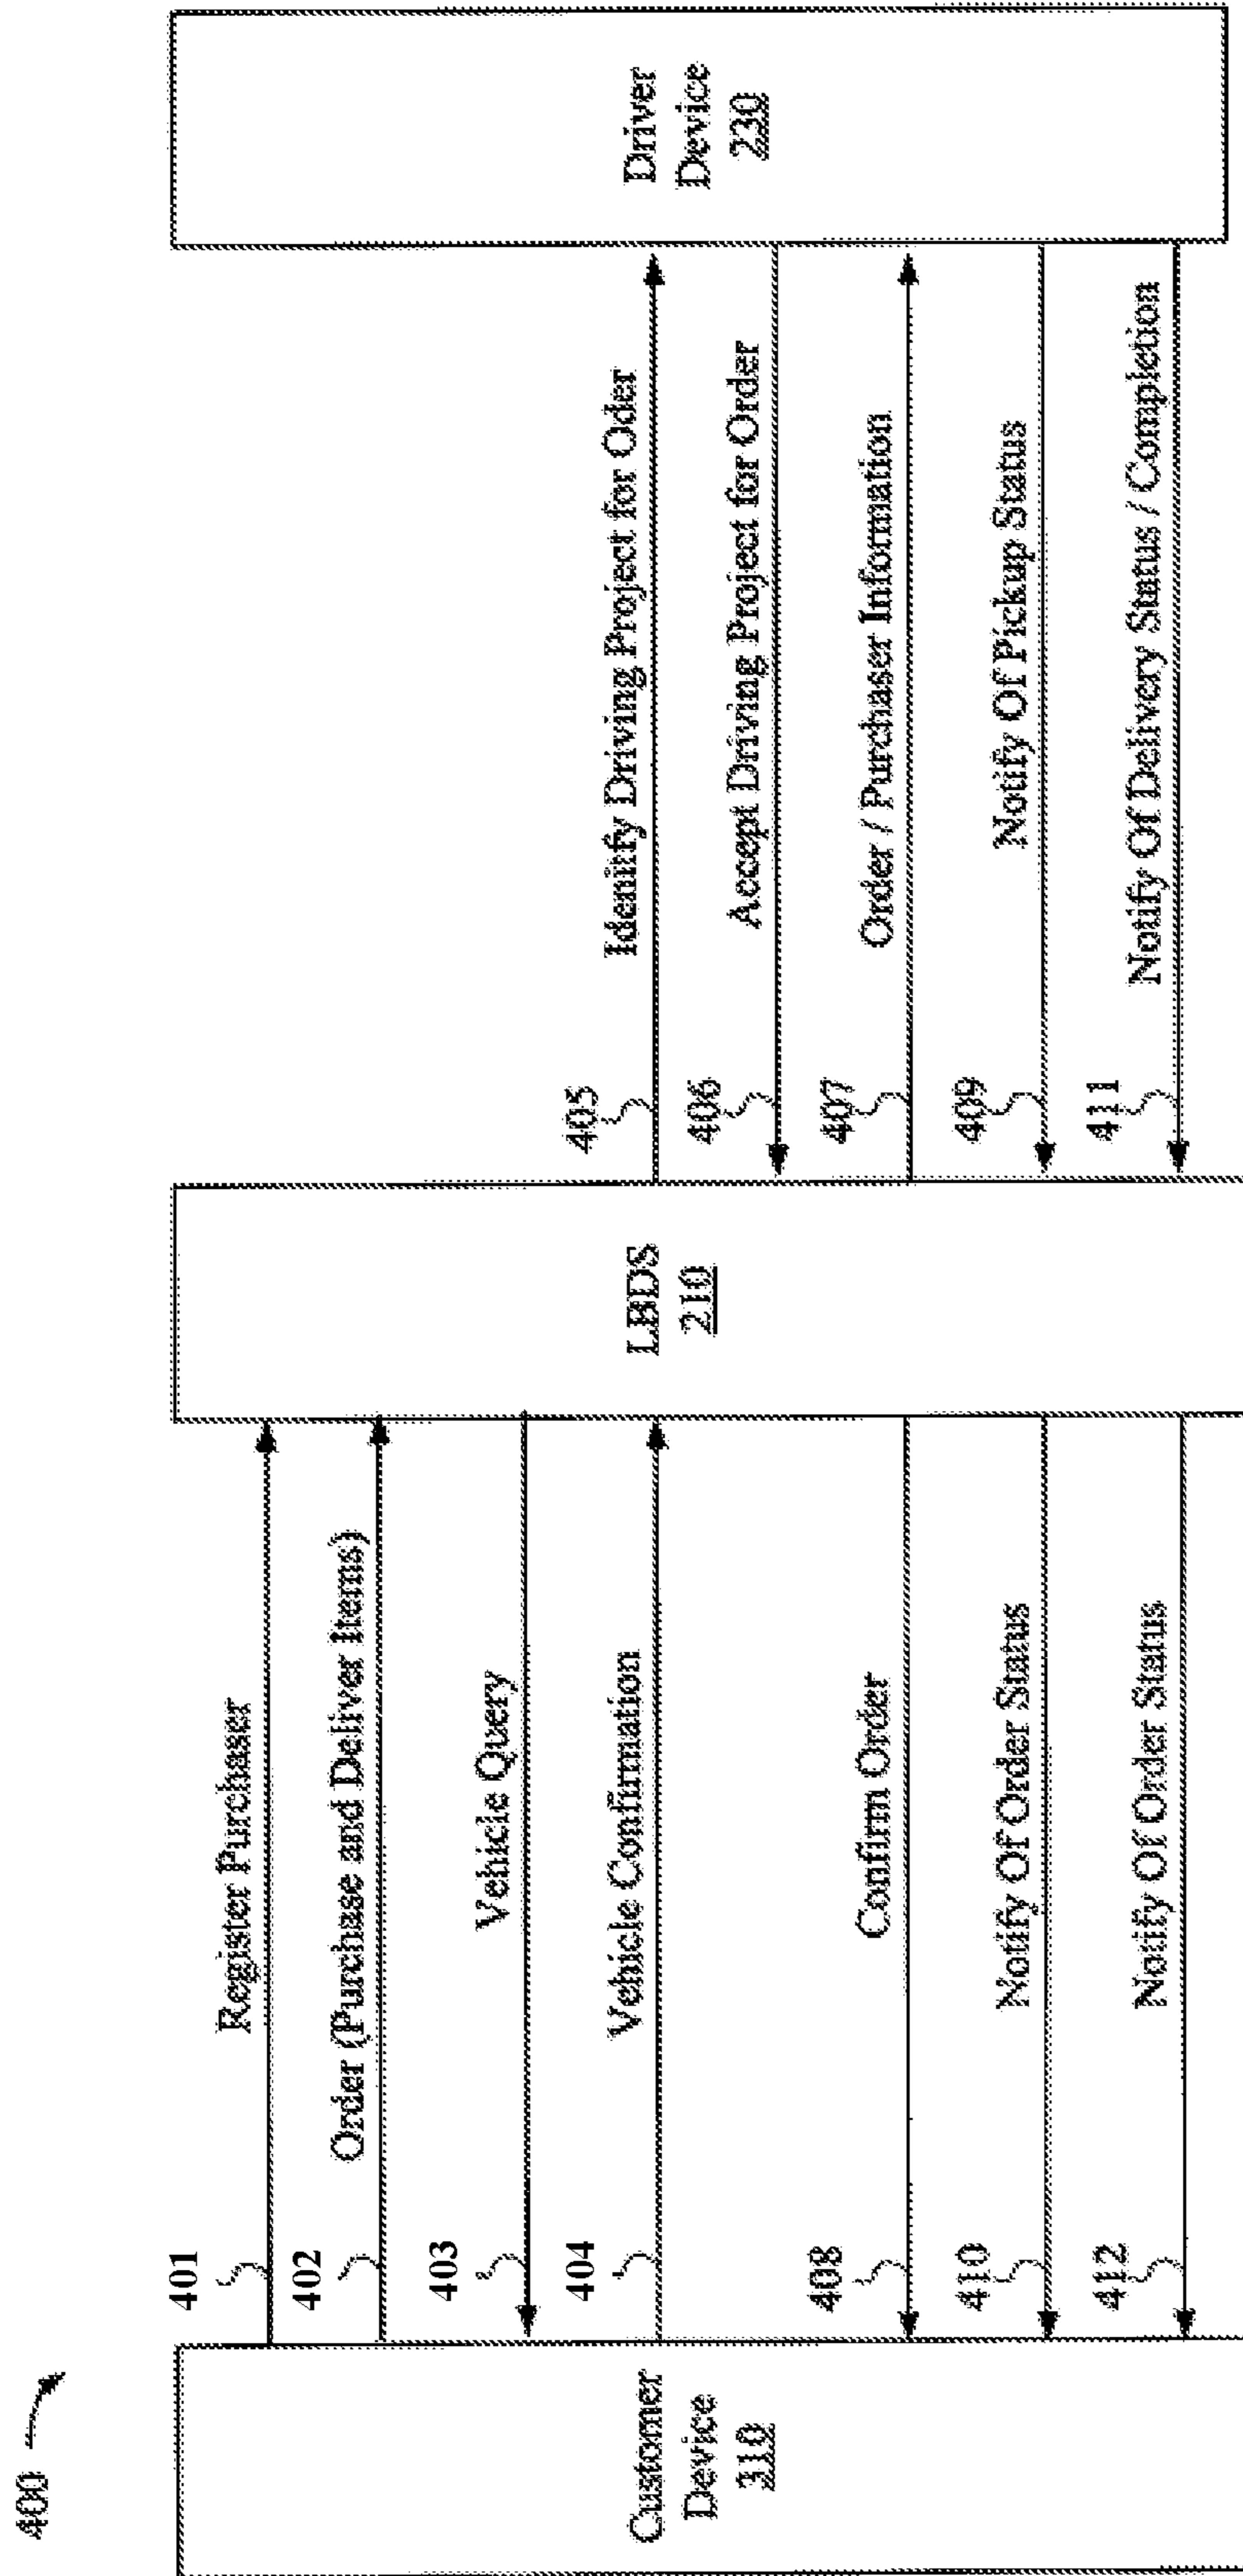 400
Customer
Device
310
LBDS
210
Driver
Device
230
401
Register Purchaser
402
Order (Purchase and Deliver Items)
403
Vehicle Query
404
Vehicle Confirmation
405
Identify Driving Project for Oder
406
Accept Driving Project for Order
407
Order / Purchaser Information
408
Confirm Order
409
Notify Of Pickup Status
410
Notify Of Order Status
411
Notify Of Delivery Status / Completion
412
Notify Of Order Status